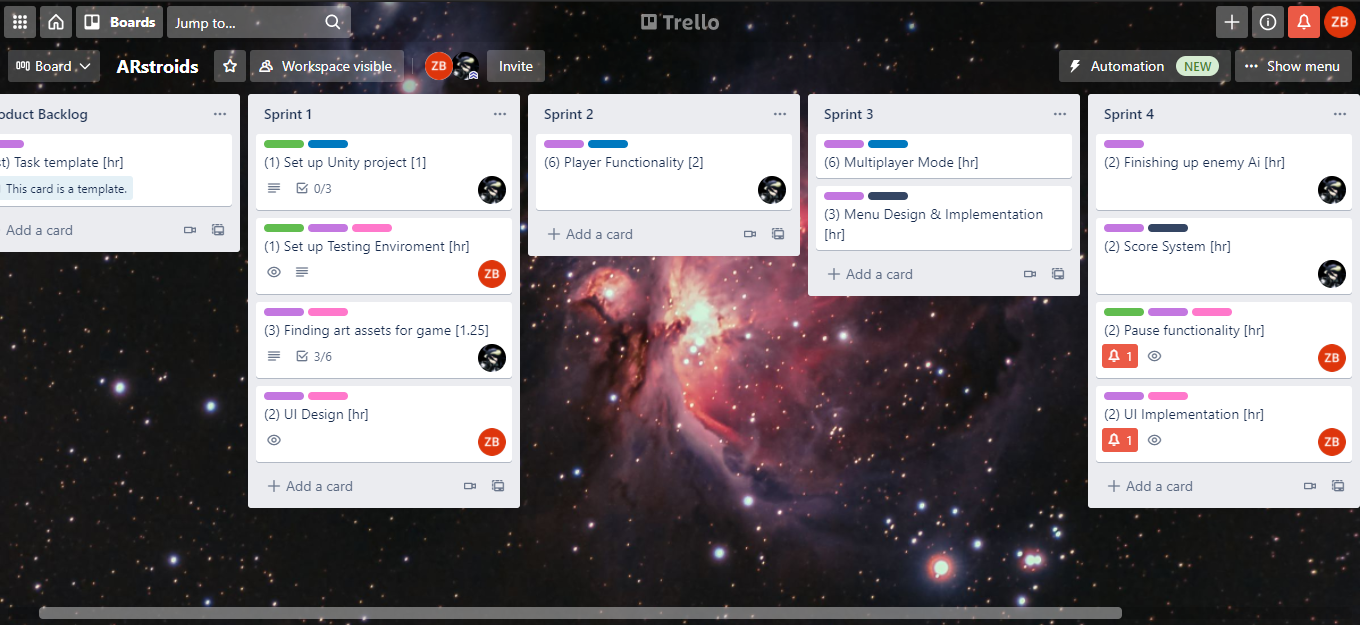 Boards
Jump to...
Trello
ZB
Board
ARstroids
Workspace visible
ZB
Invite
Automation
NEW
Show menu
oduct Backlog
st) Task template [hr]
This card is a template.
Add a card
Sprint 1
(1) Set up Unity project [1]
0/3
(1) Set up Testing Enviroment [hr]
ZB
(3) Finding art assets for game [1.25]
3/6
(2) UI Design [hr]
ZB
Add a card
Sprint 2
(6) Player Functionality [2]
Add a card
Sprint 3
(6) Multiplayer Mode [hr]
(3) Menu Design & Implementation
[hr]
Add a card
Sprint 4
(2) Finishing up enemy Ai [hr]
(2) Score System [hr]
(2) Pause functionality [hr]
1
ZB
(2) UI Implementation [hr]
1
ZB
Add a card